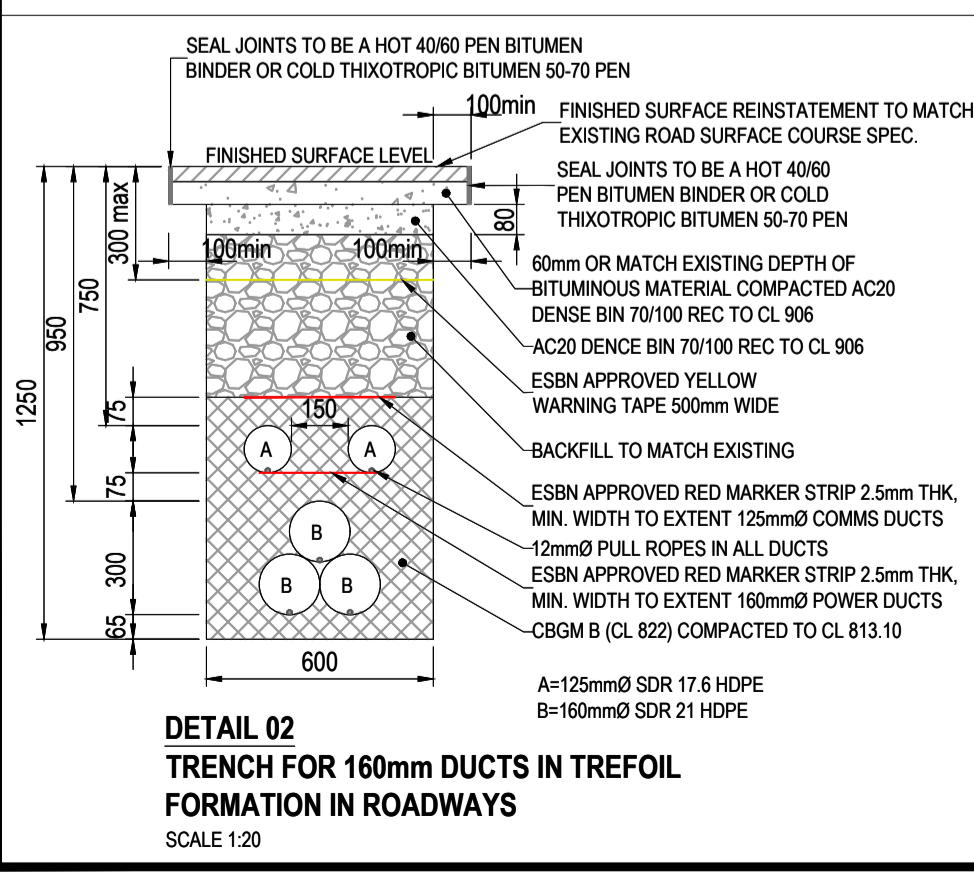 SEAL JOINTS TO BE A HOT 40/60 PEN BITUMEN
BINDER OR COLD THIXOTROPIC BITUMEN 50-70 PEN
100min
FINISHED SURFACE REINSTATEMENT TO MATCH
EXISTING ROAD SURFACE COURSE SPEC.
FINISHED SURFACE LEVEL
SEAL JOINTS TO BE A HOT 40/60
PEN BITUMEN BINDER OR COLD
THIXOTROPIC BITUMEN 50-70 PEN
80
300 max
100min
100min
60mm OR MATCH EXISTING DEPTH OF
BITUMINOUS MATERIAL COMPACTED AC20
DENSE BIN 70/100 REC TO CL 906
AC20 DENCE BIN 70/100 REC TO CL 906
750
950
1250
ESBN APPROVED YELLOW
WARNING TAPE 500mm WIDE
75
150
BACKFILL TO MATCH EXISTING
A
A
75
ESBN APPROVED RED MARKER STRIP 2.5mm THK,
MIN. WIDTH TO EXTENT 125mmØ COMMS DUCTS
B
12mmØ PULL ROPES IN ALL DUCTS
300
B
B
ESBN APPROVED RED MARKER STRIP 2.5mm THK,
MIN. WIDTH TO EXTENT 160mmØ POWER DUCTS
65
CBGM B (CL 822) COMPACTED TO CL 813.10
600
A=125mmØ SDR 17.6 HDPE
B=160mmØ SDR 21 HDPE
DETAIL 02
TRENCH FOR 160mm DUCTS IN TREFOIL
FORMATION IN ROADWAYS
SCALE 1:20